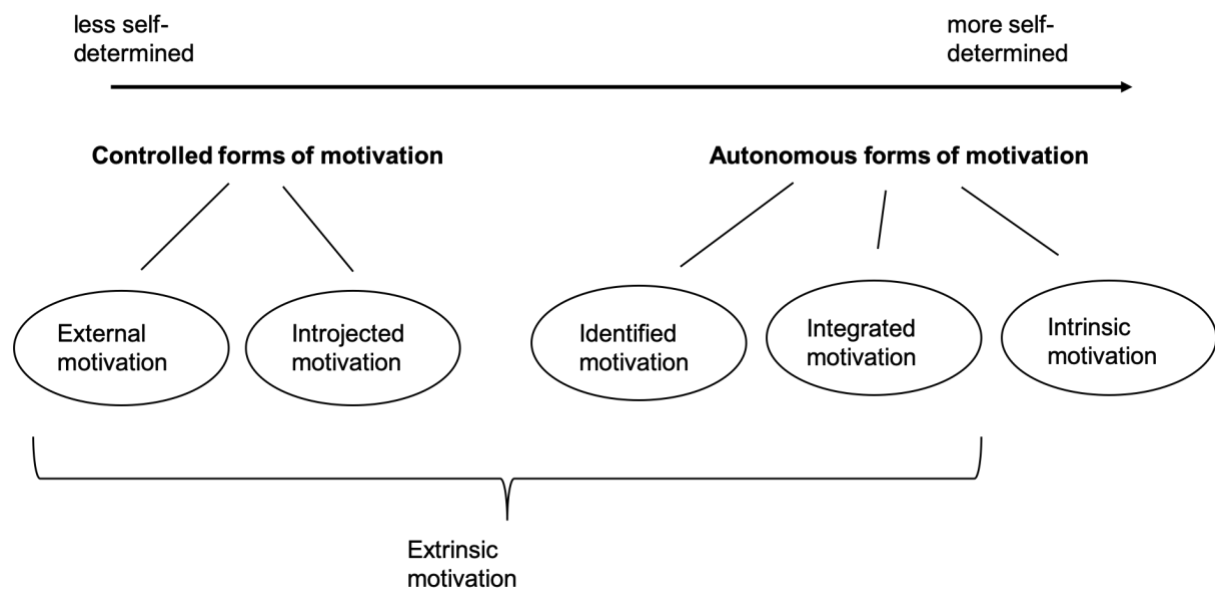 less self-
determined
more self-
determined
Controlled forms of motivation
Autonomous forms of motivation
External
motivation
Introjected
motivation
Identified
motivation
Integrated
motivation
Intrinsic
motivation
Extrinsic
motivation